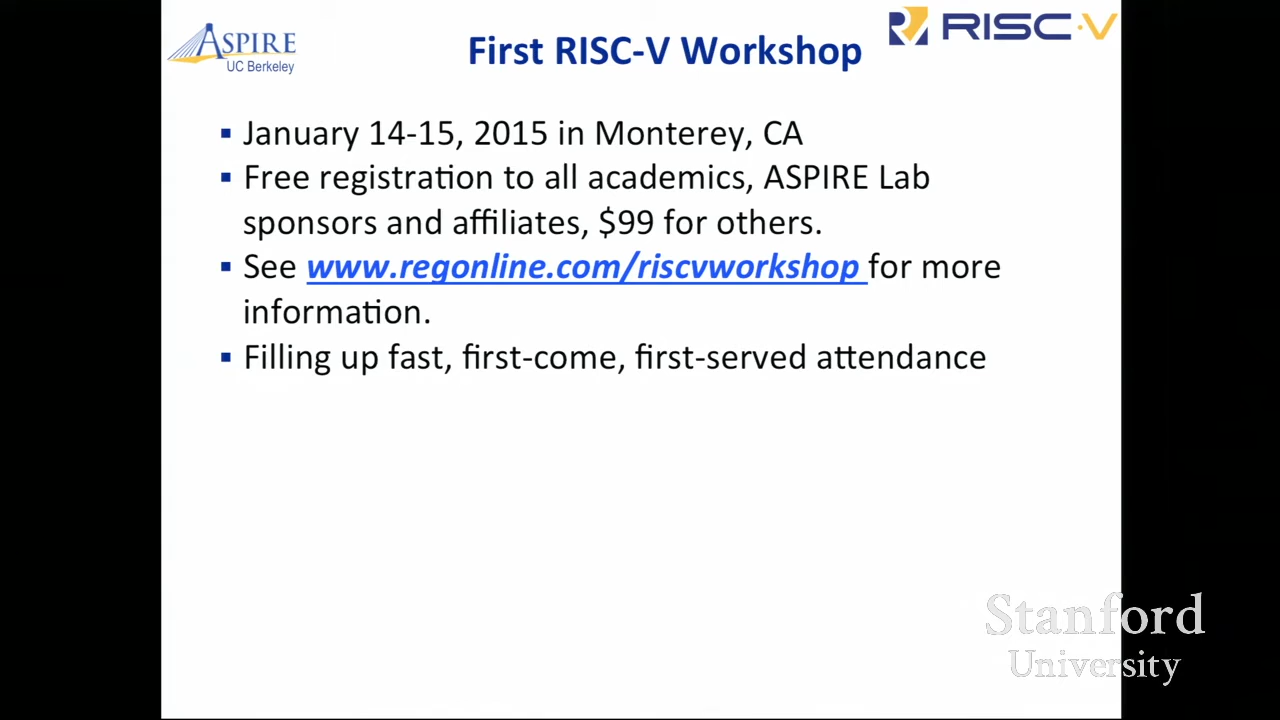 ASPIRE
UC Berkeley
First RISC-V Workshop
RISC-V
▪ January 14-15, 2015 in Monterey, CA
▪ Free registration to all academics, ASPIRE Lab
sponsors and affiliates, $99 for others.
▪ See www.regonline.com/riscvworkshop for more
information.
▪ Filling up fast, first-come, first-served attendance
Stanford
University